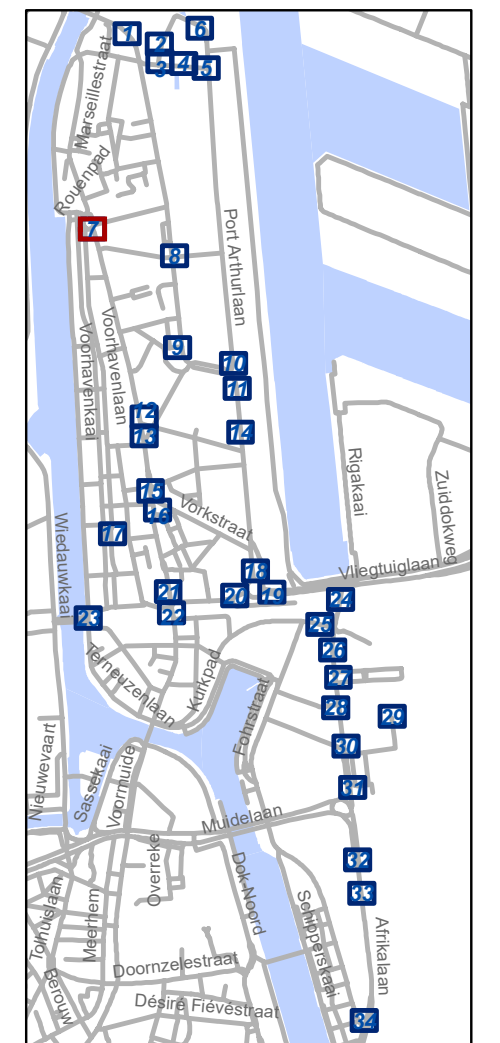 1
2
6
3
4
5
Marseillestraat
Rouenpad
7
8
Port Arthurlaan
9
10
11
Voorhavenlaan
Voorhavenkaai
12
13
14
15
16
Vorkstraat
17
Rigakaai
Zuiddokweg
Wiedauwkaai
Vliegtuiglaan
18
19
20
21
22
23
24
25
26
27
28
29
30
31
Terneuzenlaan
Kurkpad
Fohrstraat
Nieuwevaart
Sassekaai
Voormuide
Muidelaan
Overreke
32
33
Dok-Noord
Schipperskaai
Afrikalaan
Tolhuislaan
Meerhem
Berouw
Doornzelestraat
Désiré Fiévéstraat
34